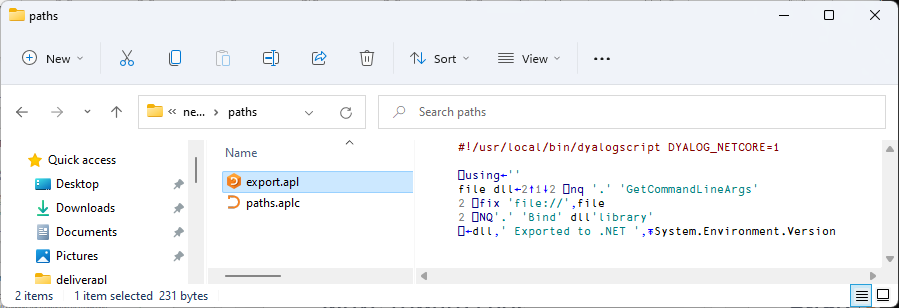 paths
New
Sort
View
ne... paths
Search paths
Quick access
Desktop
Downloads
Documents
Pictures
deliverapl
Name
export.apl
paths.aplc
#!/usr/local/bin/dyalogscript DYALOG_NETCORE=1
⎕using←''
file dll←2↑1↓2 ⎕nq '.' 'GetCommandLineArgs'
2 ⎕fix 'file://',file
2 ⎕NQ'.' 'Bind' dll'library'
⎕←dll,' Exported to .NET ',⍕System.Environment.Version
2 items 1 item selected 231 bytes